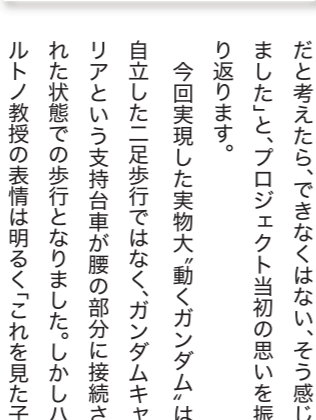 だと考えたら、できなくはない、そう感じ
ました」と、プロジェクト当初の思いを振
り返ります。
今回実現した実物大〝動くガンダム〟は
自立した二足歩行ではなく、ガンダムキャ
リアという支持台車が腰の部分に接続さ
れた状態での歩行となりました。しかしハ
ルトノ教授の表情は明るく「これを見た子